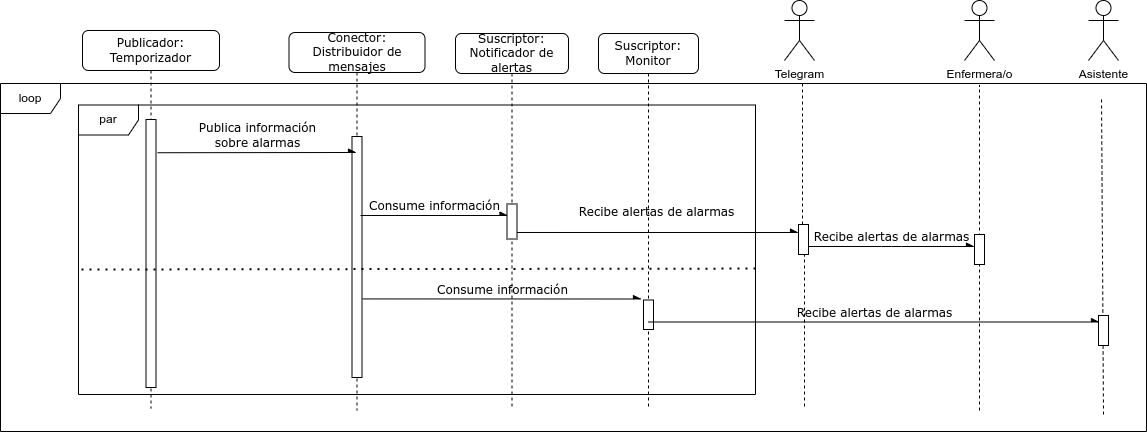 Publicador:
Temporizador
Conector:
Distribuidor de
mensajes
Suscriptor:
Notificador de
alertas
Suscriptor:
Monitor
Telegram
Enfermera/o
Asistente
loop
par
Publica información
sobre alarmas
Consume información
Recibe alertas de alarmas
Recibe alertas de alarmas
Consume información
Recibe alertas de alarmas